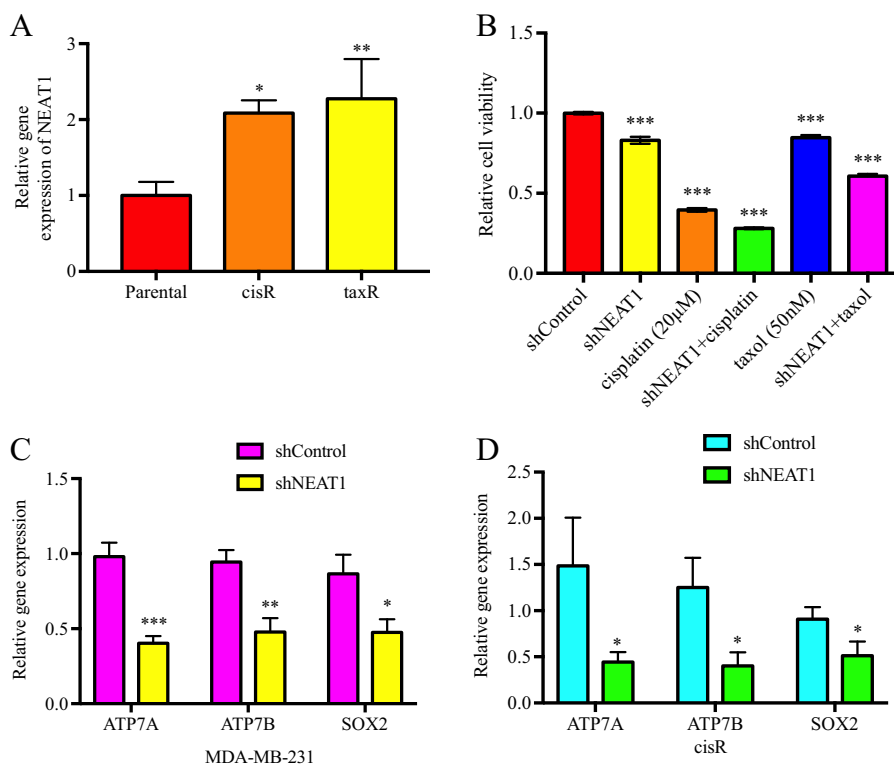 A
Relative gene
expression of NEAT1
3
2
1
0
*
**
Parental
cisR
taxR
B
Relative cell viability
1.5
1.0
0.5
0.0
***
***
***
***
***
shControl
shNEAT1
cisplatin (20μM)
shNEAT1+cisplatin
taxol (50nM)
shNEAT1+taxol
C
shControl
shNEAT1
Relative gene expression
1.5
1.0
0.5
0.0
***
**
*
ATP7A
ATP7B
SOX2
MDA-MB-231
D
shControl
shNEAT1
Relative gene expression
2.5
2.0
1.5
1.0
0.5
0.0
*
*
*
ATP7A
ATP7B
SOX2
cisR